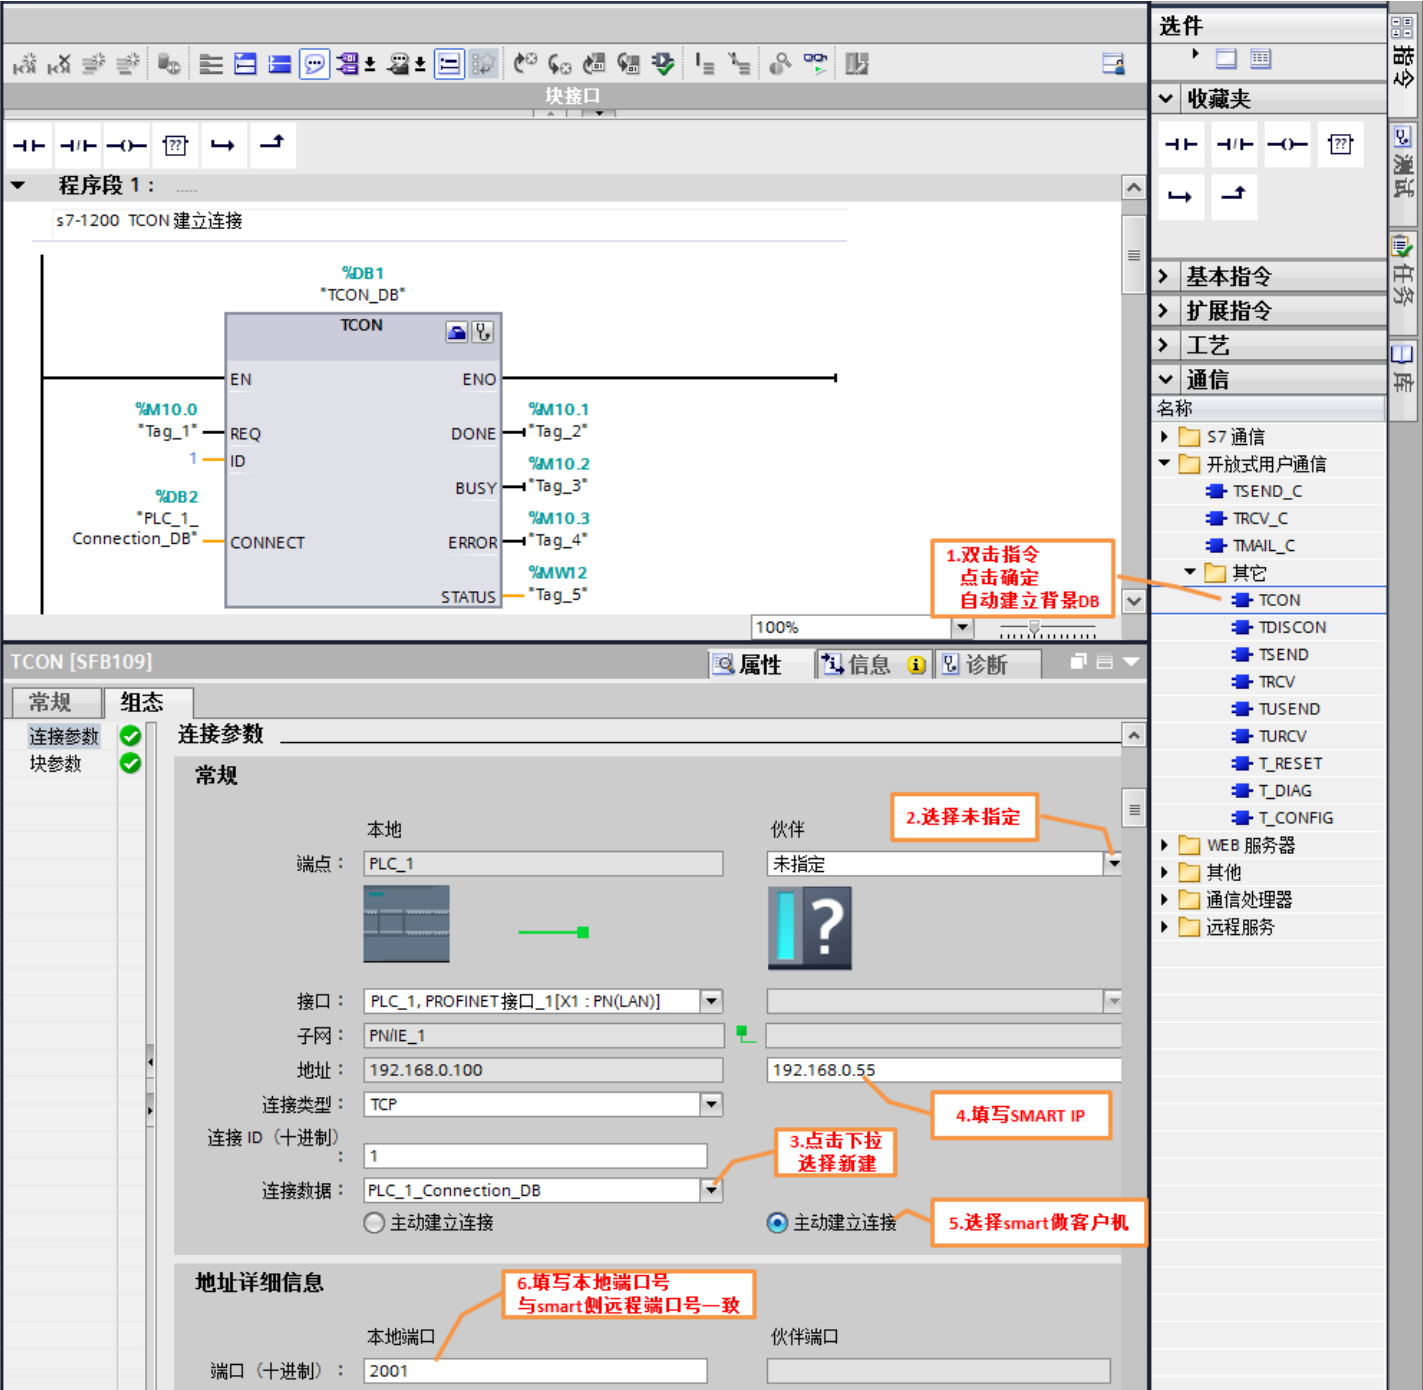 选件
指令
测试
任务
库
块接口
收藏夹
程序段 1： .....
s7-1200 TCON 建立连接
%DB1
"TCON_DB"
TCON
EN
ENO
%M10.0
"Tag_1"
REQ
1
ID
%DB2
"PLC_1_
Connection_DB"
CONNECT
%M10.1
DONE
"Tag_2"
%M10.2
BUSY
"Tag_3"
%M10.3
ERROR
"Tag_4"
%MW12
STATUS
"Tag_5"
1.双击指令
点击确定
自动建立背景DB
100%
基本指令
扩展指令
工艺
通信
名称
S7 通信
开放式用户通信
TSEND_C
TRCV_C
TMAIL_C
其它
TCON
TDISCON
TSEND
TRCV
TUSEND
TURCV
T_RESET
T_DIAG
T_CONFIG
WEB 服务器
其他
通信处理器
远程服务
TCON [SFB109]
属性
信息
诊断
常规
组态
连接参数
块参数
连接参数
常规
2.选择未指定
本地
伙伴
端点：
PLC_1
未指定
?
接口：
PLC_1, PROFINET接口_1[X1 : PN(LAN)]
子网：
PN/IE_1
地址：
192.168.0.100
192.168.0.55
连接类型：
TCP
4.填写SMART IP
连接 ID（十进制）
：
1
3.点击下拉
选择新建
连接数据：
PLC_1_Connection_DB
主动建立连接
主动建立连接
5.选择smart做客户机
地址详细信息
6.填写本地端口号
与smart侧远程端口号一致
本地端口
伙伴端口
端口（十进制）：
2001